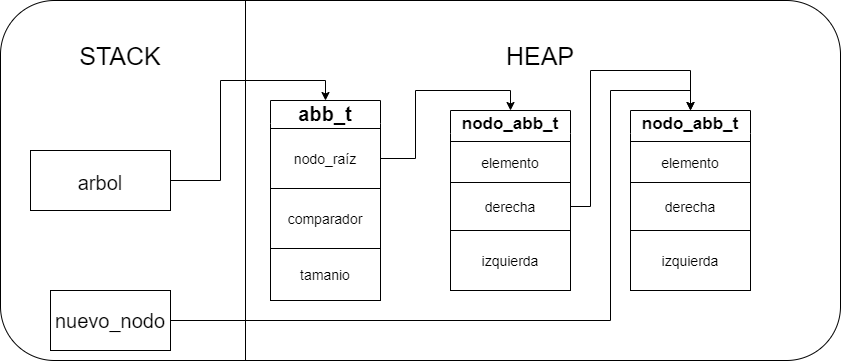 STACK
HEAP
arbol
nuevo_nodo
abb_t
nodo_raíz
comparador
tamanio
nodo_abb_t
elemento
derecha
izquierda
nodo_abb_t
elemento
derecha
izquierda